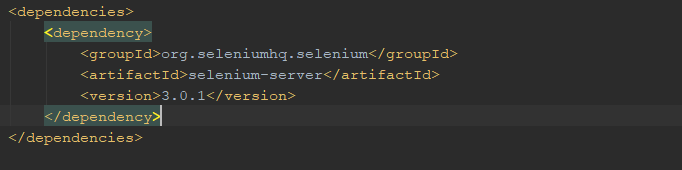 <dependencies>
<dependency>
<groupId>org.seleniumhq.selenium</groupId>
<artifactId>selenium-server</artifactId>
<version>3.0.1</version>
</dependency>
</dependencies>